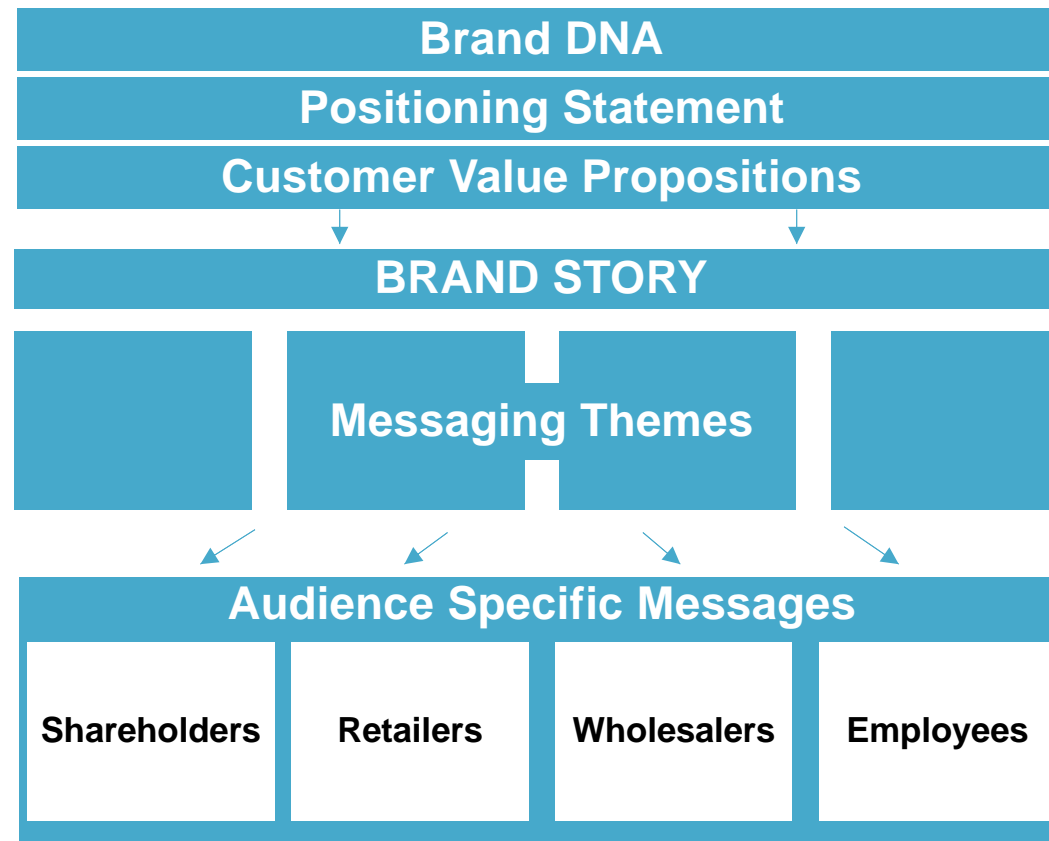 Brand DNA
Positioning Statement
Customer Value Propositions
BRAND STORY
Messaging Themes
Audience Specific Messages
Shareholders
Retailers
Wholesalers
Employees